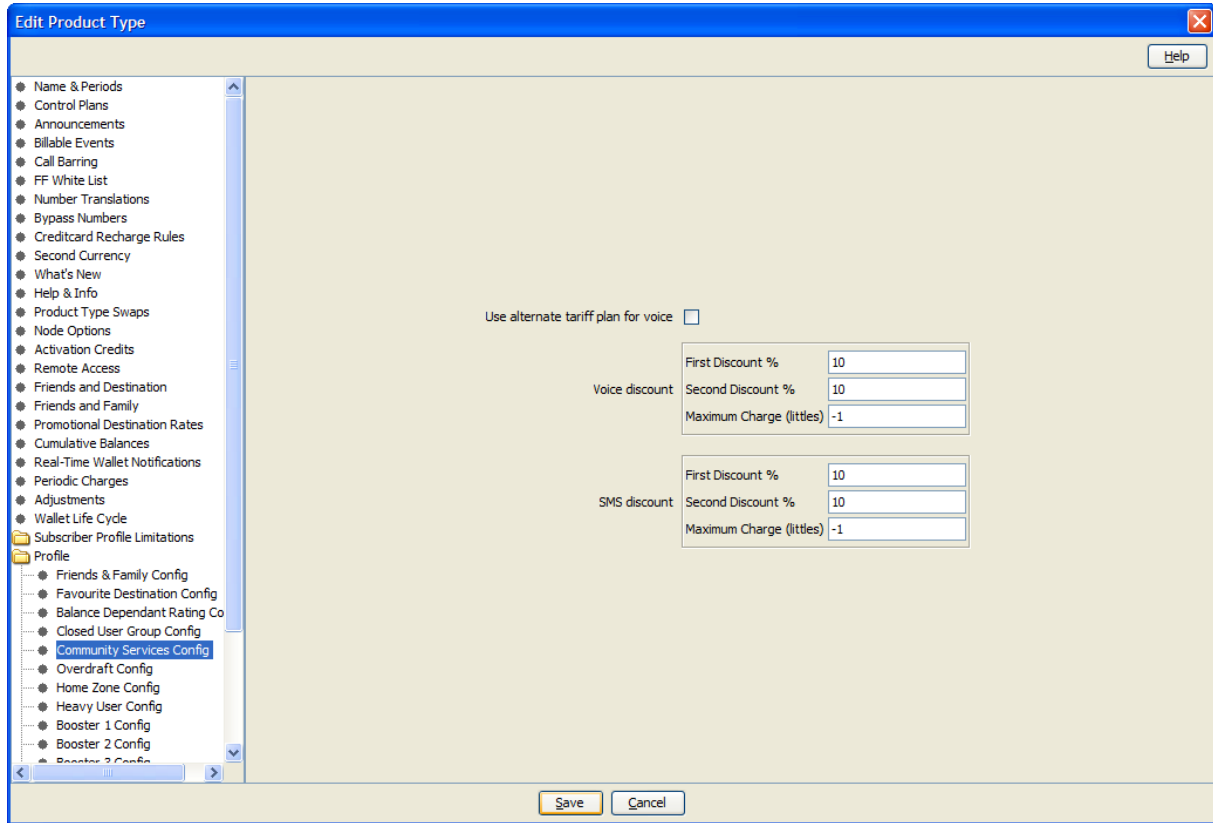 Edit Product Type
Help
Name & Periods
Control Plans
Announcements
Billable Events
Call Barring
FF White List
Number Translations
Bypass Numbers
Creditcard Recharge Rules
Second Currency
What's New
Help & Info
Product Type Swaps
Node Options
Activation Credits
Remote Access
Friends and Destination
Friends and Family
Promotional Destination Rates
Cumulative Balances
Real-Time Wallet Notifications
Periodic Charges
Adjustments
Wallet Life Cycle
Subscriber Profile Limitations
Profile
Friends & Family Config
Favourite Destination Config
Balance Dependant Rating Co
Closed User Group Config
Community Services Config
Overdraft Config
Home Zone Config
Heavy User Config
Booster 1 Config
Booster 2 Config
Booster 3 Config
Use alternate tariff plan for voice
Voice discount
First Discount % 10
Second Discount % 10
Maximum Charge (littles) -1
SMS discount
First Discount % 10
Second Discount % 10
Maximum Charge (littles) -1
Save Cancel